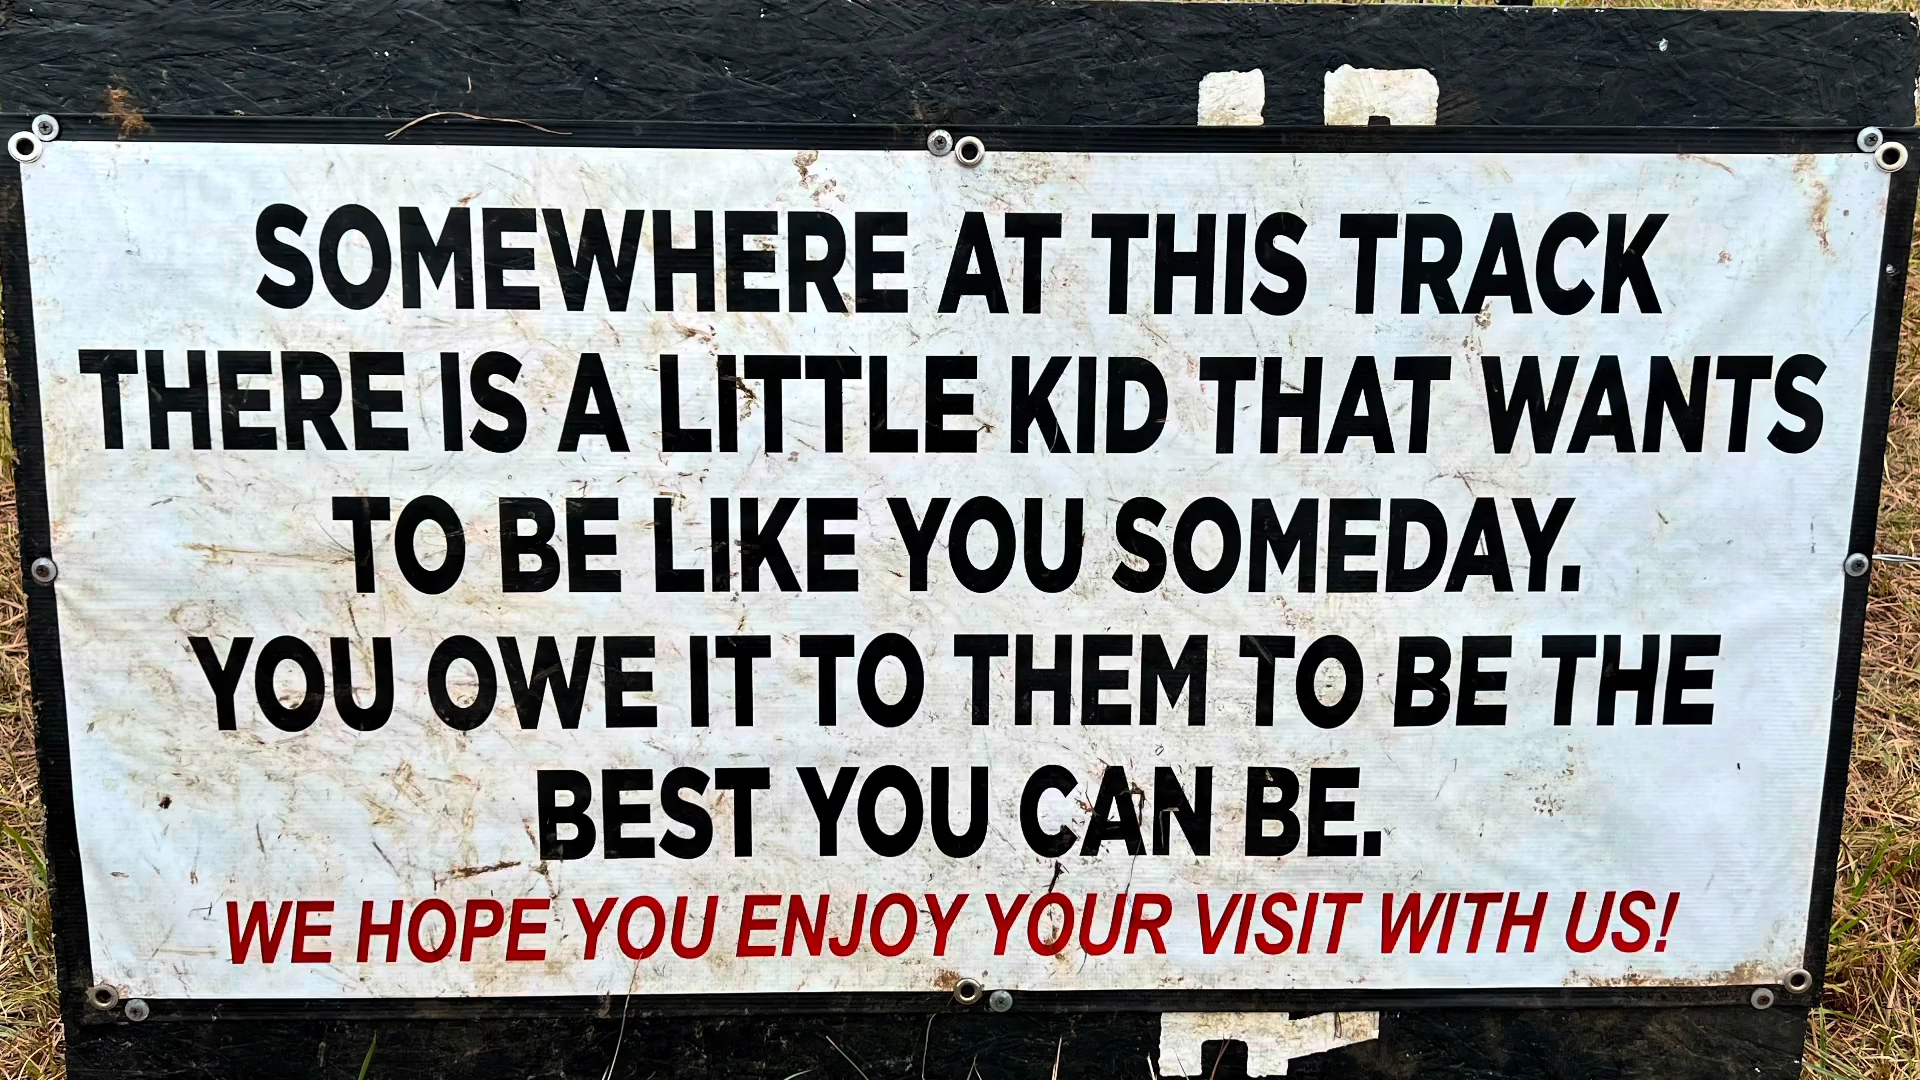 SOMEWHERE AT THIS TRACK
THERE IS A LITTLE KID THAT WANTS
TO BE LIKE YOU SOMEDAY.
YOU OWE IT TO THEM TO BE THE
BEST YOU CAN BE.
WE HOPE YOU ENJOY YOUR VISIT WITH US!